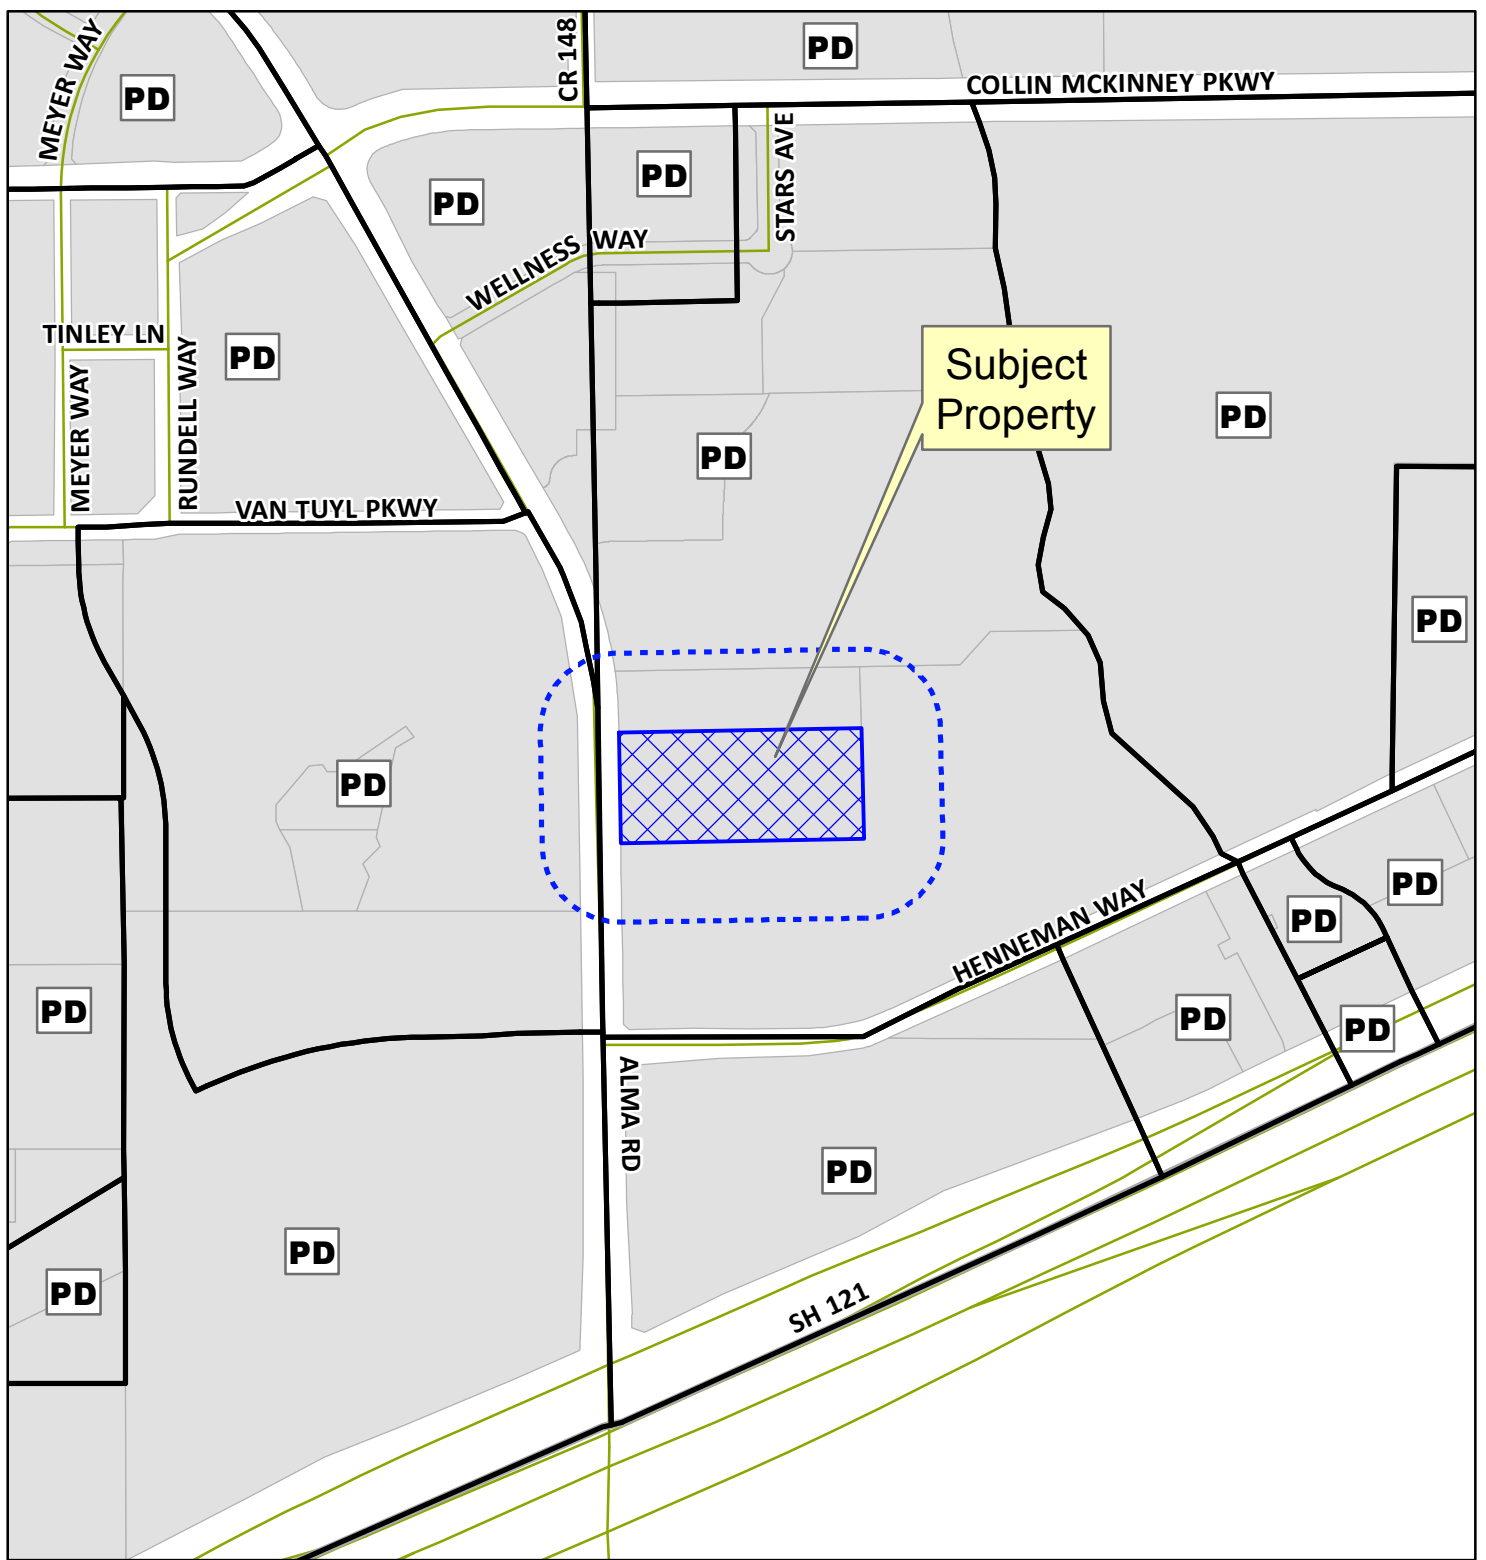 CR 148
PD
MEYER WAY
PD
COLLIN MCKINNEY PKWY
STARS AVE
PD
PD
WELLNESS WAY
TINLEY LN
PD
MEYER WAY
RUNDELL WAY
Subject
Property
PD
PD
VAN TUYL PKWY
PD
PD
PD
HENNEMAN WAY
PD
PD
PD
PD
ALMA RD
PD
PD
PD
SH 121